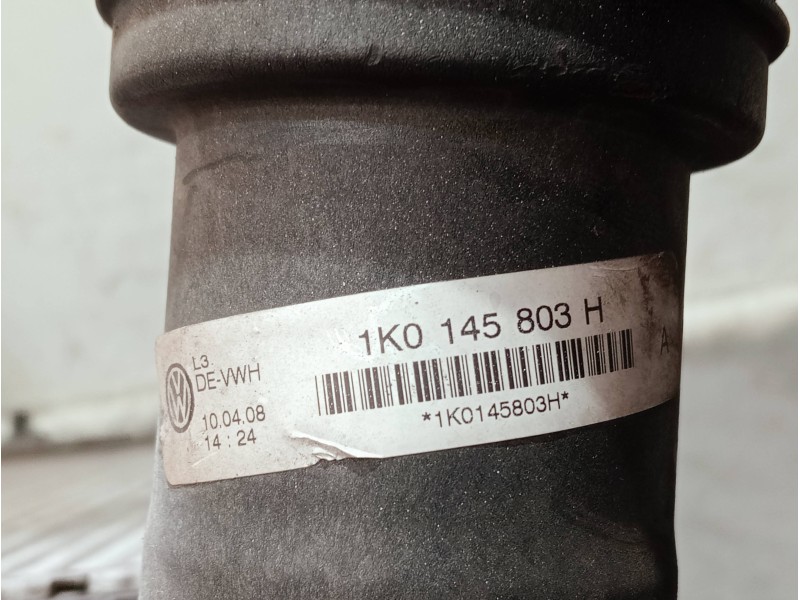 1K0 145 803 H
L3
DE-VWH
10.04.08
14 : 24
*1K0145803H*
A